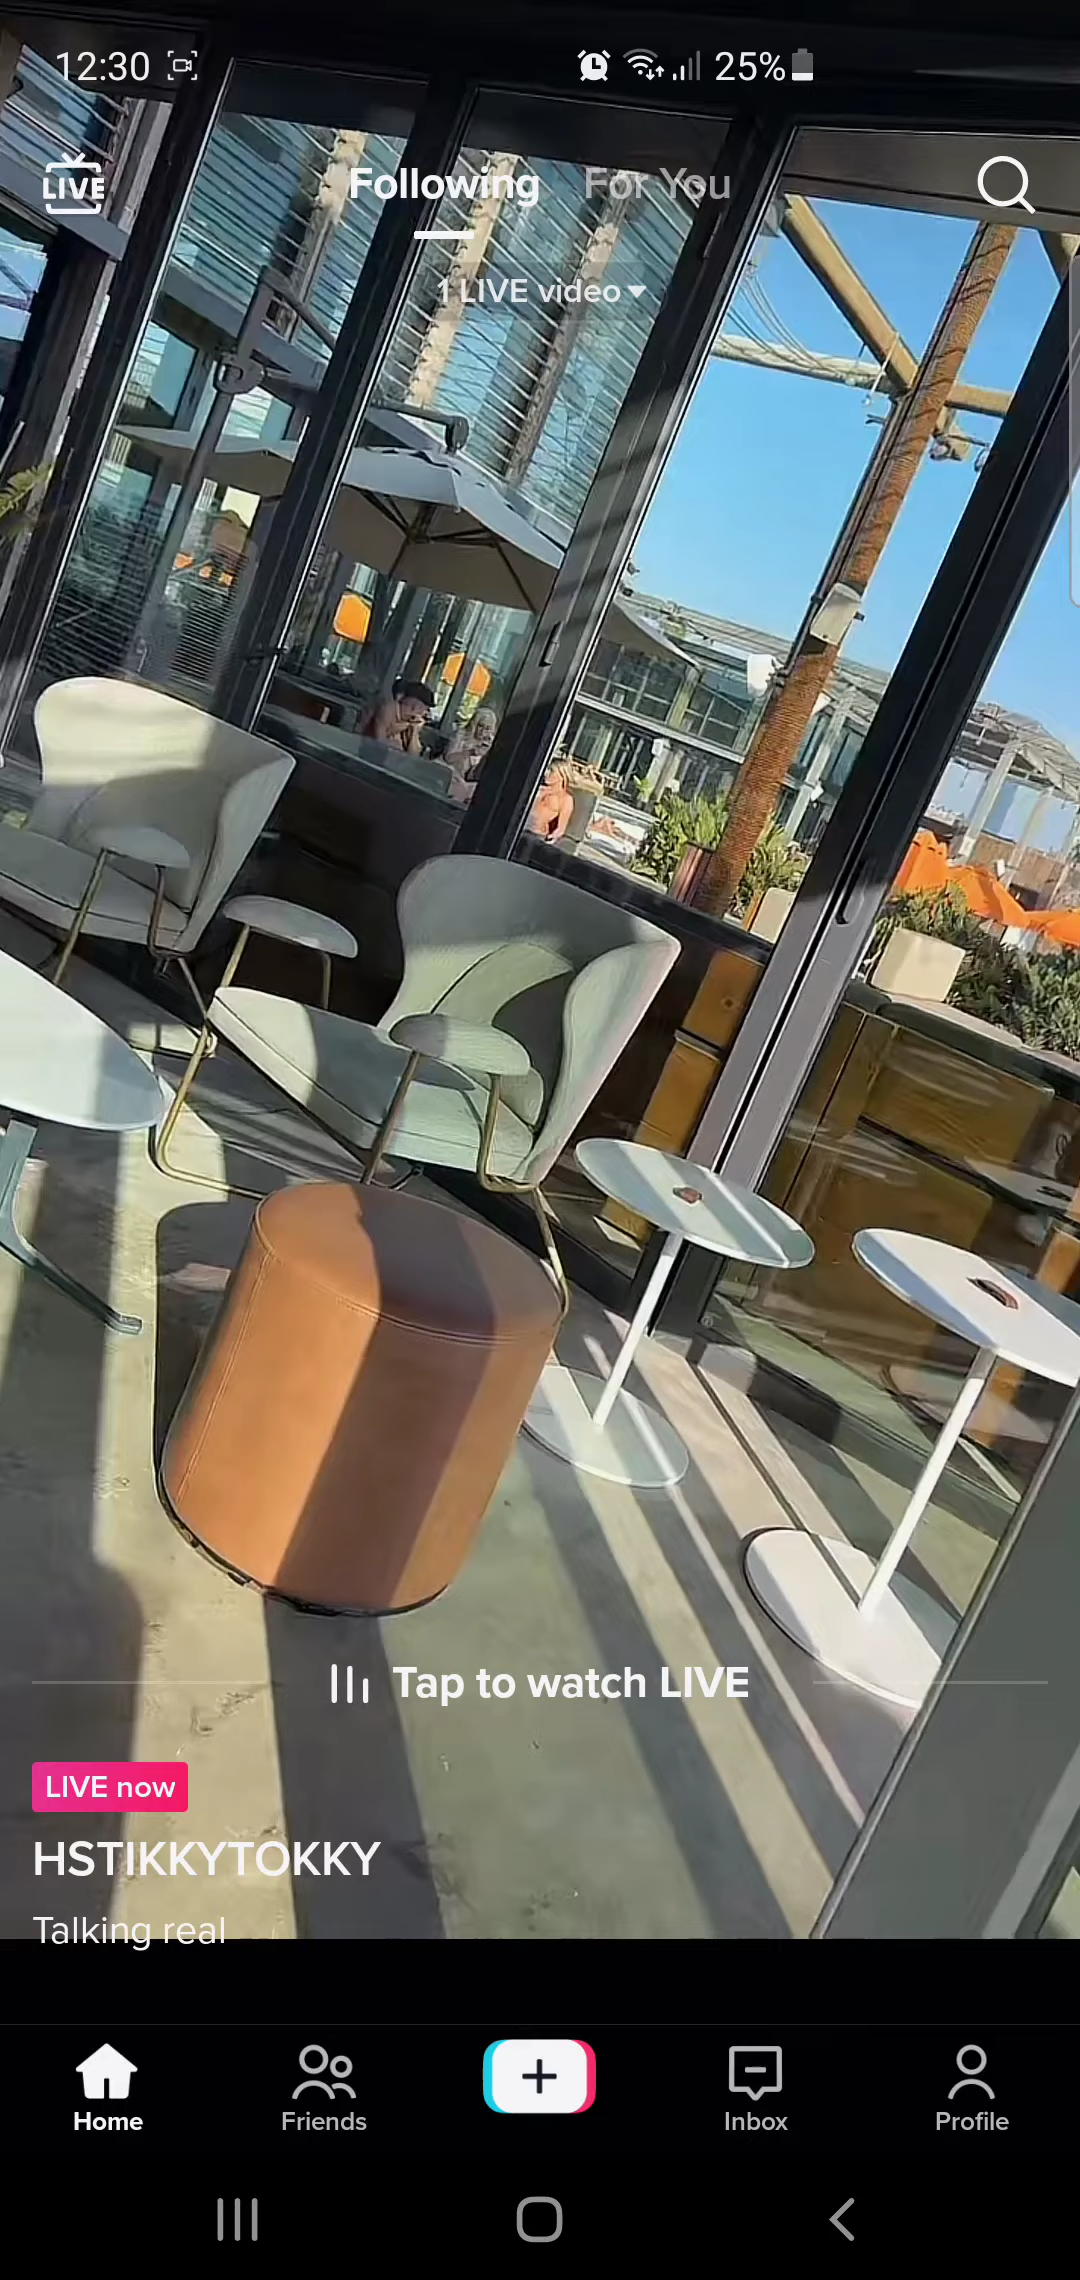 12:30 25%
LIVE Following For You
1 LIVE video
Tap to watch LIVE
LIVE now
HSTIKKYTOKKY
Talking real
Home Friends Inbox Profile